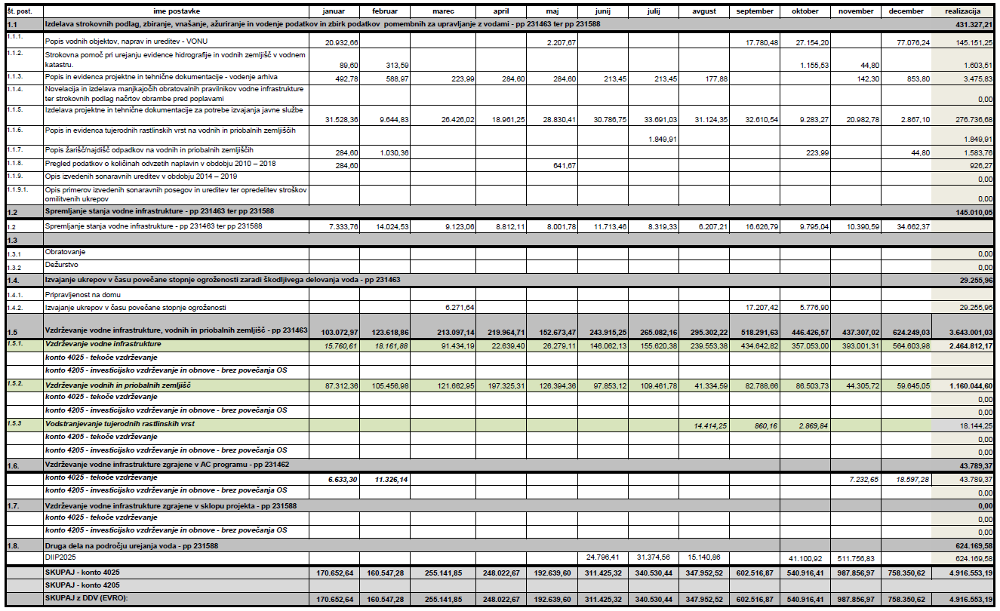 Št. post. ime postavke januar februar marec april maj junij julij avgust september oktober november december realizacija
1.1 Izdelava strokovnih podlag, zbiranje, vnašanje, ažuriranje in vodenje podatkov in zbirk podatkov pomembnih za upravljanje z vodami - pp 231463 ter pp 231588 431.327,21
1.1.1. Popis vodnih objektov, naprav in ureditev - VONU 20.932,66 2.207,67 17.780,48 27.154,20 77.076,24 145.151,25
1.1.2. Strokovna pomoč pri urejanju evidence hidrografije in vodnih zemljišč v vodnem
katastru. 89,60 313,59 1.155,53 44,80 1.603,51
1.1.3. Popis in evidenca projektne in tehnične dokumentacije - vodenje arhiva 492,78 588,97 223,99 284,60 284,60 213,45 213,45 177,88 142,30 853,80 3.475,83
1.1.4. Novelacija in izdelava manjkajočih obratovalnih pravilnikov vodne infrastrukture
ter strokovnih podlag načrtov obrambe pred poplavami 0,00
1.1.5. Izdelava projektne in tehnične dokumentacije za potrebe izvajanja javne službe
31.528,36 9.644,83 26.426,02 18.961,25 28.830,41 30.786,75 33.691,03 31.124,35 32.610,54 9.283,27 20.982,78 2.867,10 276.736,68
1.1.6. Popis in evidenca tujerodnih rastlinskih vrst na vodnih in priobalnih zemljiščih
1.849,91 1.849,91
1.1.7. Popis žarišč/najdišč odpadkov na vodnih in priobalnih zemljiščih 284,60 1.030,36 223,99 44,80 1.583,76
1.1.8. Pregled podatkov o količinah odvzetih naplavin v obdobju 2010 – 2018 284,60 641,67 926,27
1.1.9. Opis izvedenih sonaravnih ureditev v obdobju 2014 – 2019 0,00
1.1.9.1. Opis primerov izvedenih sonaravnih posegov in ureditev ter opredelitev stroškov
omilitvenih ukrepov 0,00
1.2 Spremljanje stanja vodne infrastrukture - pp 231463 ter pp 231588 145.010,05
1.2 Spremljanje stanja vodne infrastrukture - pp 231463 ter pp 231588 7.333,76 14.024,53 9.123,06 8.812,11 8.001,78 11.713,46 8.319,33 6.207,21 16.626,79 9.795,04 10.390,59 34.662,37
1.3
1.3.1 Obratovanje 0,00
1.3.2 Dežurstvo 0,00
1.4. Izvajanje ukrepov v času povečane stopnje ogroženosti zaradi škodljivega delovanja voda - pp 231463 29.255,96
1.4.1. Pripravljenost na domu
1.4.2. Izvajanje ukrepov v času povečane stopnje ogroženosti 6.271,64 17.207,42 5.776,90 29.255,96
1.5 Vzdrževanje vodne infrastrukture, vodnih in priobalnih zemljišč - pp 231463 103.072,97 123.618,86 213.097,14 219.964,71 152.673,47 243.915,25 265.082,16 295.302,22 518.291,63 446.426,57 437.307,02 624.249,03 3.643.001,03
1.5.1. Vzdrževanje vodne infrastrukture 15.760,61 18.161,88 91.434,19 22.639,40 26.279,11 146.062,13 155.620,38 239.553,38 434.642,82 357.053,00 393.001,31 564.603,98 2.464.812,17
konto 4025 - tekoče vzdrževanje
konto 4205 - investicijsko vzdrževanje in obnove - brez povečanja OS
1.5.2. Vzdrževanje vodnih in priobalnih zemljišč 87.312,36 105.456,98 121.662,95 197.325,31 126.394,36 97.853,12 109.461,78 41.334,59 82.788,66 86.503,73 44.305,72 59.645,05 1.160.044,60
konto 4025 - tekoče vzdrževanje 0,00
konto 4205 - investicijsko vzdrževanje in obnove - brez povečanja OS 0,00
1.5.3 Vodstranjevanje tujerodnih rastlinskih vrst 14.414,25 860,16 2.869,84 18.144,25
konto 4205 - tekoče vzdrževanje 0,00
konto 4205 - investicijsko vzdrževanje in obnove - brez povečanja OS 0,00
1.6. Vzdrževanje vodne infrastrukture zgrajene v AC programu - pp 231462 43.789,37
konto 4025 - tekoče vzdrževanje 6.633,30 11.326,14 7.232,65 18.597,28 43.789,37
konto 4205 - investicijsko vzdrževanje in obnove - brez povečanja OS 0,00
1.7. Vzdrževanje vodne infrastrukture zgrajene v sklopu projekta - pp 231588 0,00
konto 4025 - tekoče vzdrževanje 0,00
konto 4205 - investicijsko vzdrževanje in obnove - brez povečanja OS 0,00
1.8. Druga dela na področju urejanja voda - pp 231588 624.169,58
DIIP2025 24.796,41 31.374,56 15.140,86 41.100,92 511.756,83 624.169,58
SKUPAJ - konto 4025 170.652,64 160.547,28 255.141,85 248.022,67 192.639,60 311.425,32 340.530,44 347.952,52 602.516,87 540.916,41 987.856,97 758.350,62 4.916.553,19
SKUPAJ - konto 4205
SKUPAJ z DDV (EVRO): 170.652,64 160.547,28 255.141,85 248.022,67 192.639,60 311.425,32 340.530,44 347.952,52 602.516,87 540.916,41 987.856,97 758.350,62 4.916.553,19